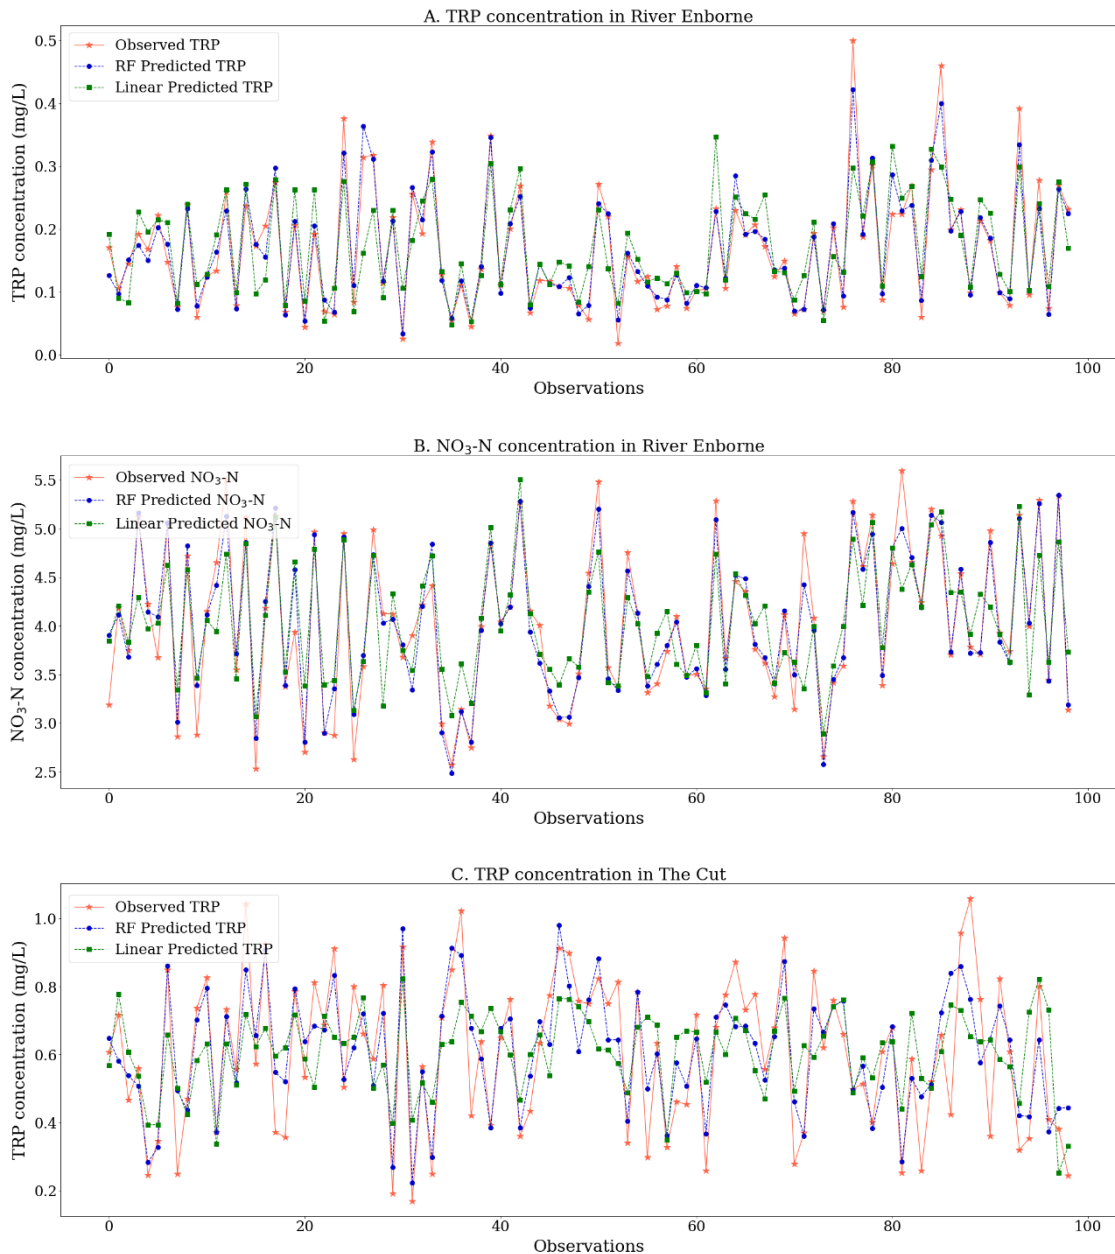 A. TRP concentration in River Enborne
TRP concentration (mg/L)
Observed TRP
RF Predicted TRP
Linear Predicted TRP
0.5
0.4
0.3
0.2
0.1
0.0
0 20 40 60 80 100
Observations
B. NO₃-N concentration in River Enborne
NO₃-N concentration (mg/L)
Observed NO₃-N
RF Predicted NO₃-N
Linear Predicted NO₃-N
5.5
5.0
4.5
4.0
3.5
3.0
2.5
0 20 40 60 80 100
Observations
C. TRP concentration in The Cut
TRP concentration (mg/L)
Observed TRP
RF Predicted TRP
Linear Predicted TRP
1.0
0.8
0.6
0.4
0.2
0 20 40 60 80 100
Observations